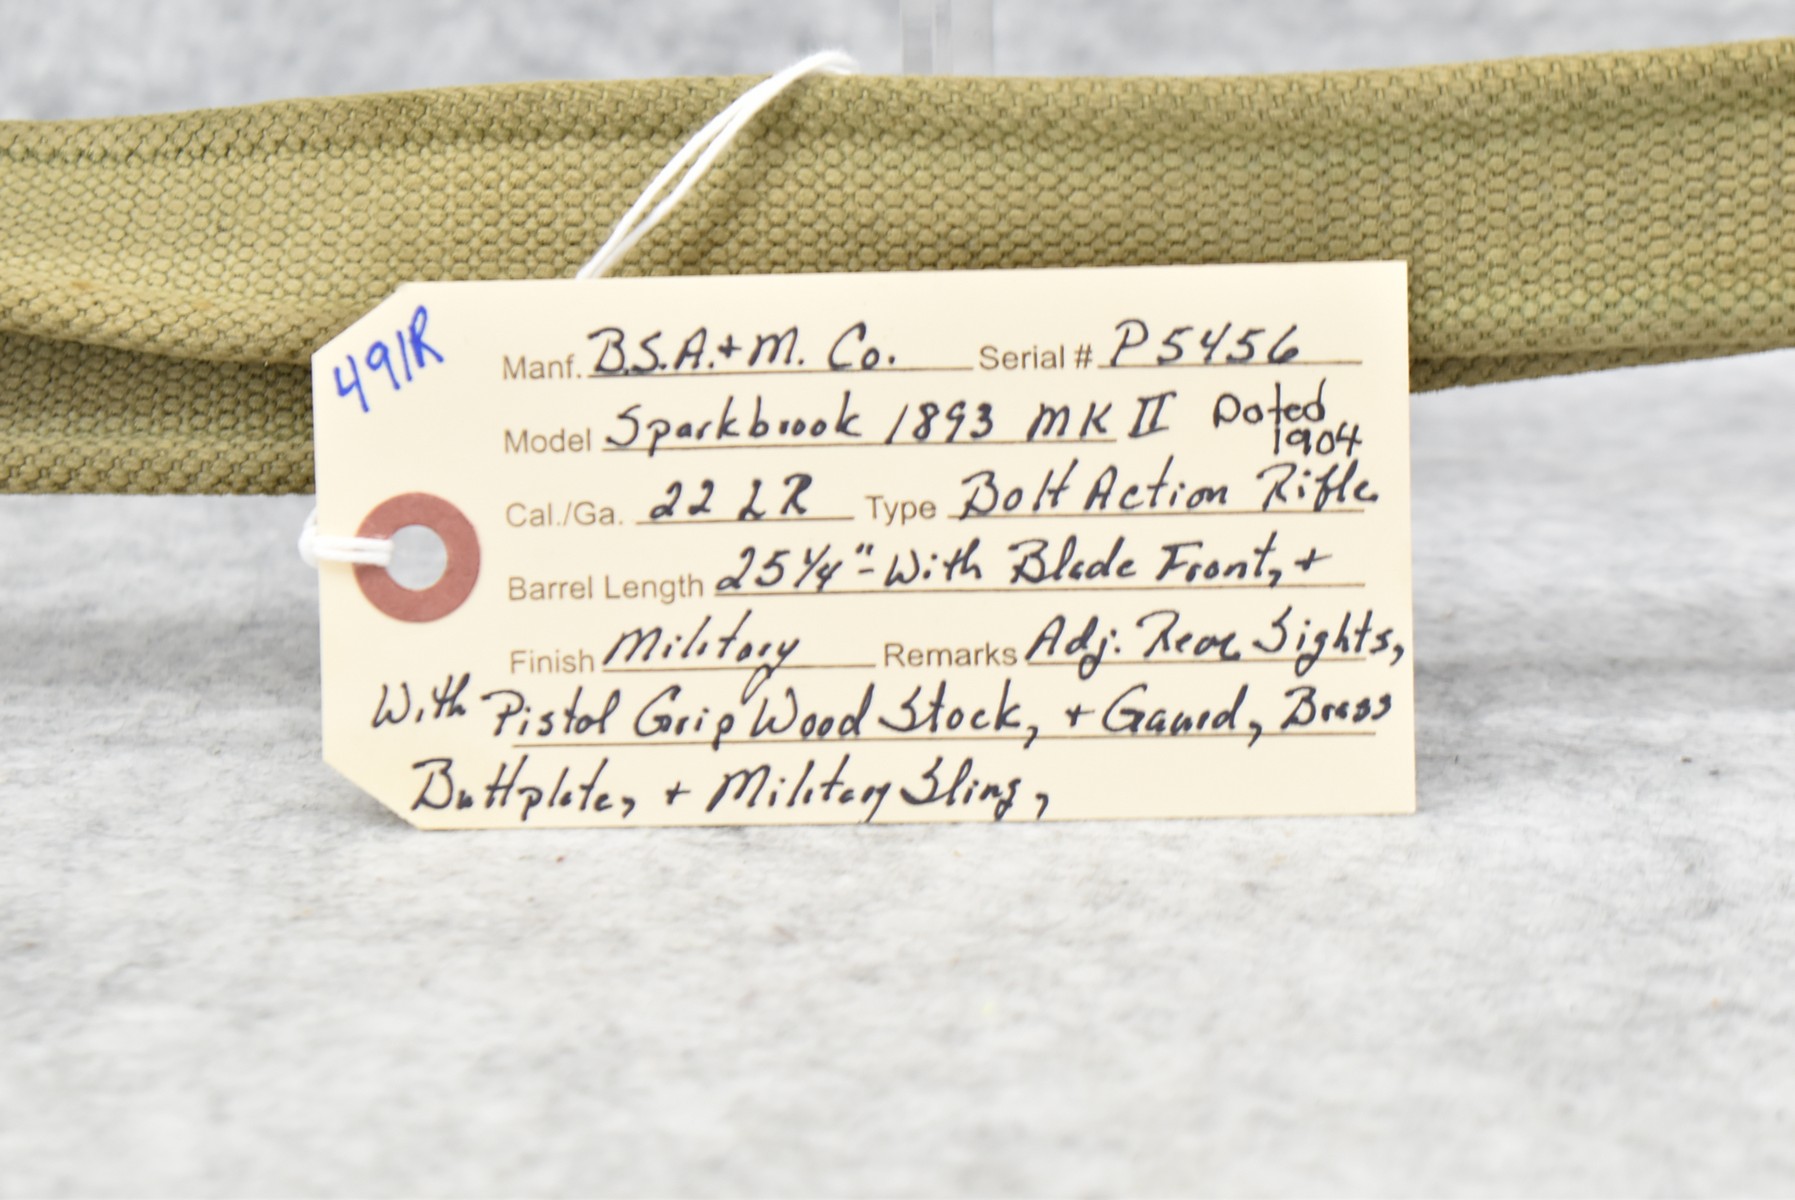 491R
Manf. B.S.A.+M. Co. Serial # P5456
Model Sparkbrook 1893 MK II Dated 1904
Cal./Ga. 22 LR Type Bolt Action Rifle
Barrel Length 25 1/4"-With Blade Front, +
Finish Military Remarks Adj. Rear Sights,
With Pistol Grip Wood Stock, + Gaurd, Brass
Buttplate, + Military Sling,